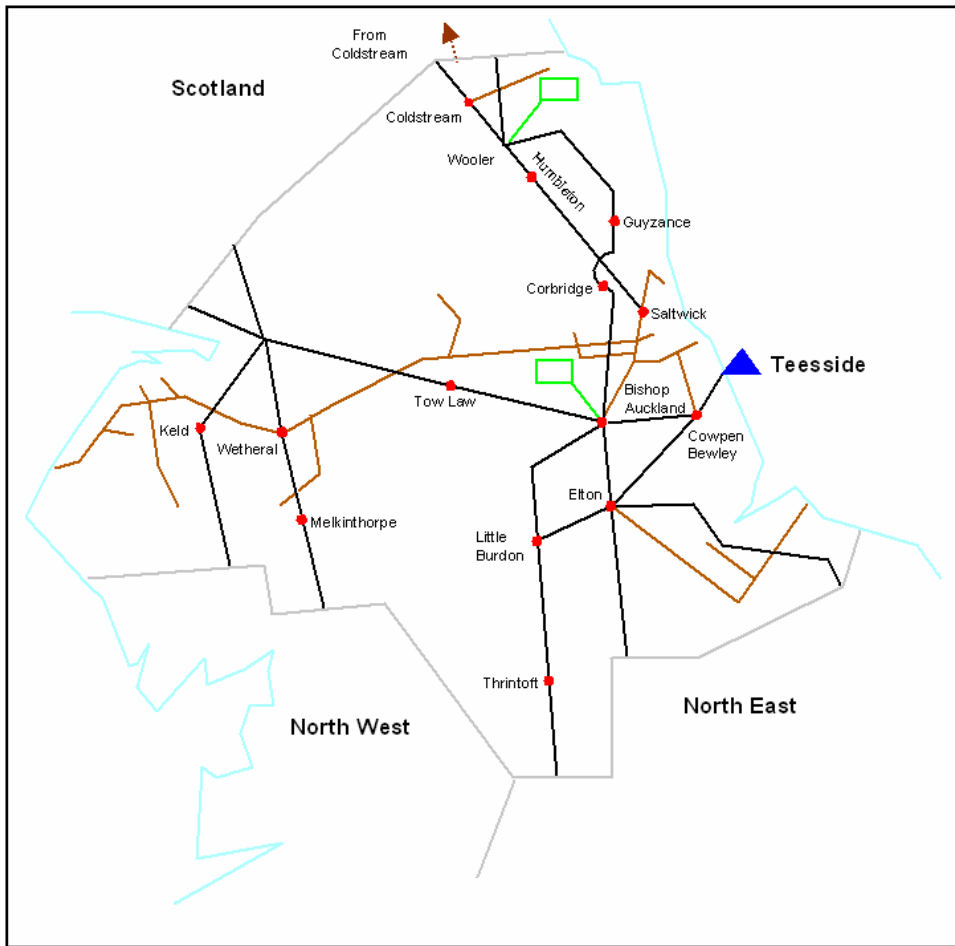 From
Coldstream
Scotland
Coldstream
Wooler
Humbleton
Guyzance
Corbridge
Saltwick
Teesside
Tow Law
Bishop
Auckland
Keld
Wetheral
Cowpen
Bewley
Elton
Melkinthorpe
Little
Burdon
Thrintoft
North West
North East